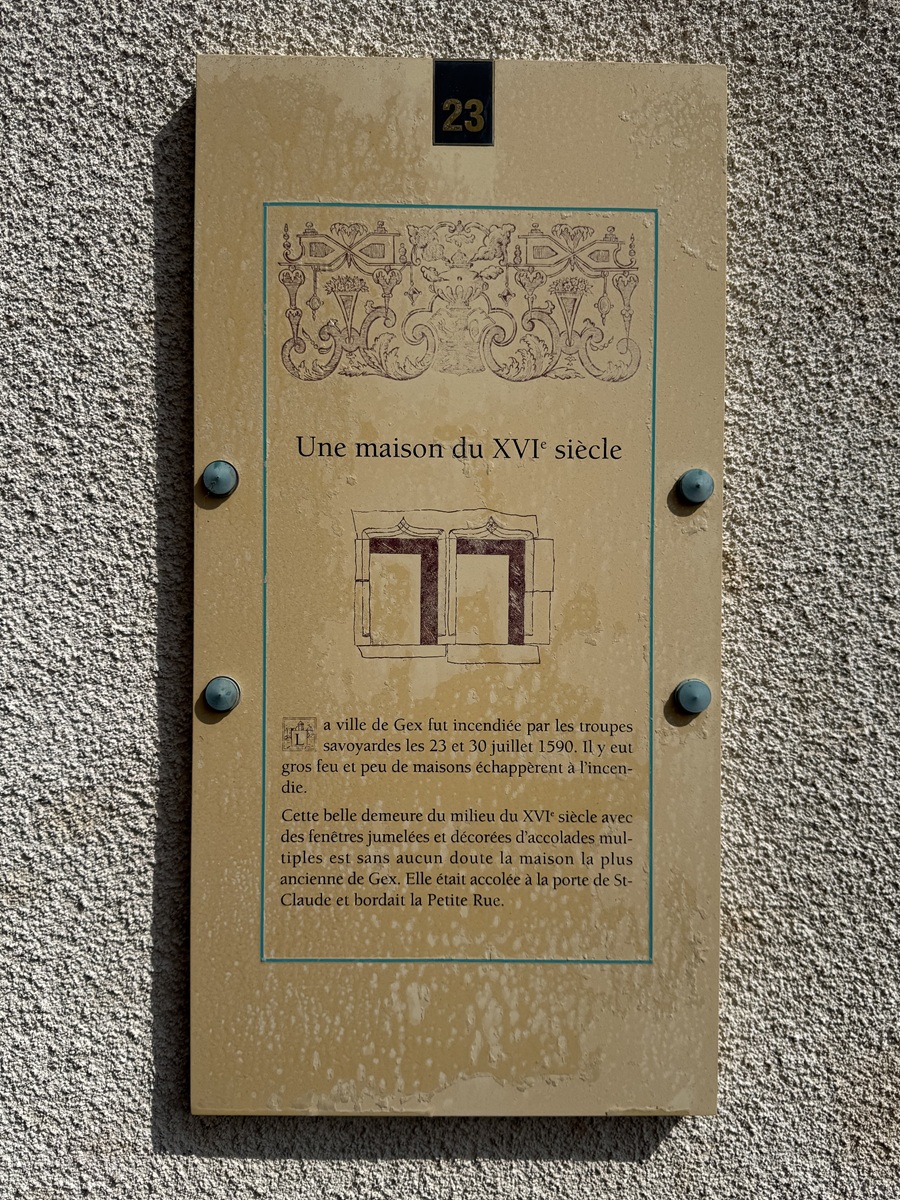 23
Une maison du XVIᵉ siècle
La ville de Gex fut incendiée par les troupes
savoyardes les 23 et 30 juillet 1590. Il y eut
gros feu et peu de maisons échappèrent à l'incen-
die.
Cette belle demeure du milieu du XVIᵉ siècle avec
des fenêtres jumelées et décorées d'accolades mul-
tiples est sans aucun doute la maison la plus
ancienne de Gex. Elle était accolée à la porte de St-
Claude et bordait la Petite Rue.